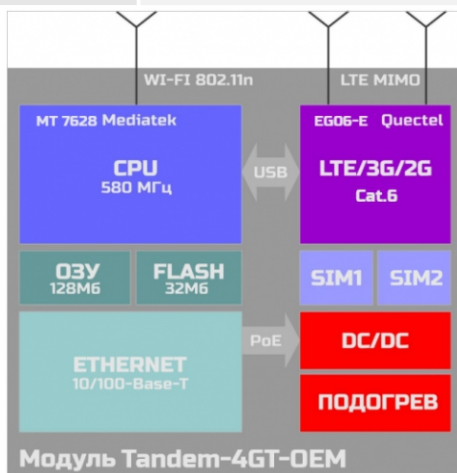 WI-FI 802.11n
LTE MIMO
MT 7628 Mediatek
CPU
580 МГц
USB
EG06-E Quectel
LTE/3G/2G
Cat.6
ОЗУ
128Мб
FLASH
32Мб
SIM1
SIM2
ETHERNET
10/100-Base-T
PoE
DC/DC
ПОДОГРЕВ
Модуль Tandem-4GT-OEM